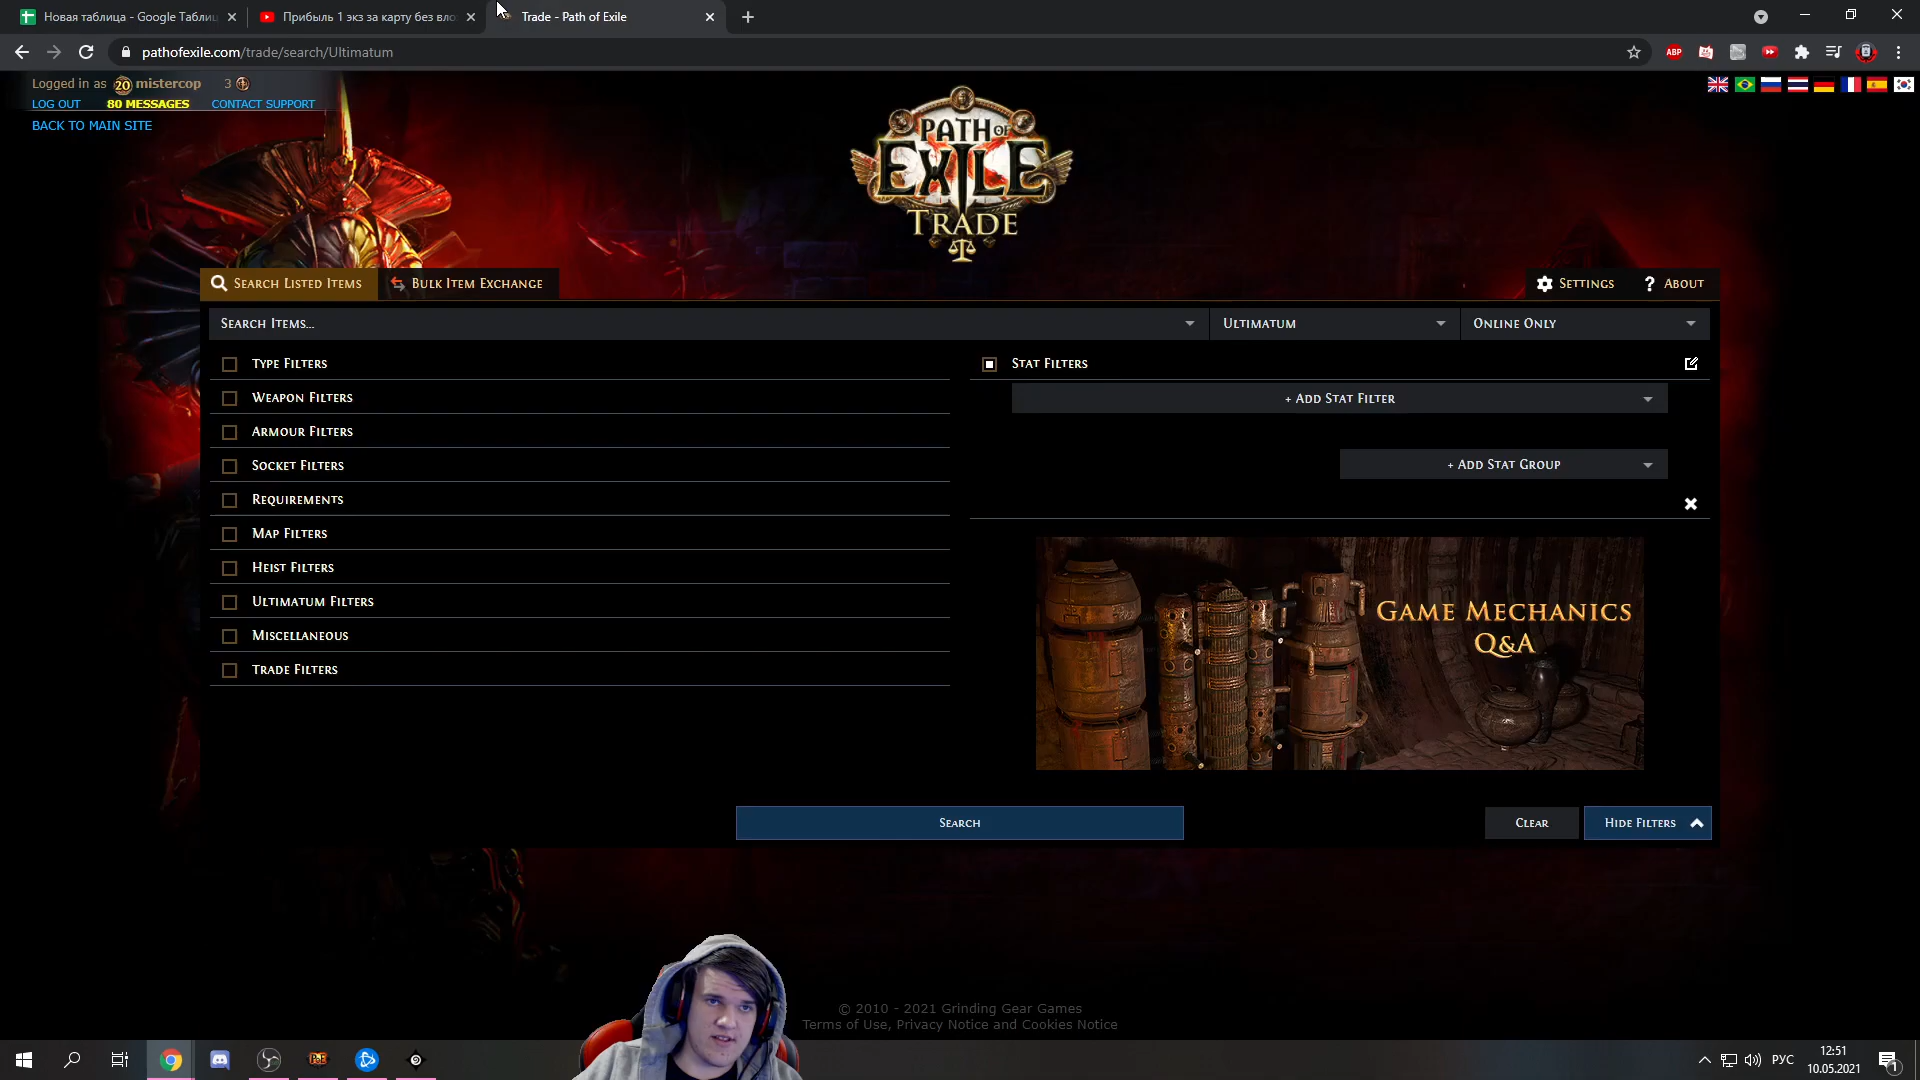 Новая таблица - Google Таблиц
Прибыль 1 экз за карту без вло
Trade - Path of Exile
pathofexile.com/trade/search/Ultimatum
ABP
Logged in as 20 mistercop 3
LOG OUT 80 MESSAGES CONTACT SUPPORT
BACK TO MAIN SITE
PATH OF
EXILE
TRADE
SEARCH LISTED ITEMS
BULK ITEM EXCHANGE
SETTINGS
? ABOUT
SEARCH ITEMS...
ULTIMATUM
ONLINE ONLY
TYPE FILTERS
WEAPON FILTERS
ARMOUR FILTERS
SOCKET FILTERS
REQUIREMENTS
MAP FILTERS
HEIST FILTERS
ULTIMATUM FILTERS
MISCELLANEOUS
TRADE FILTERS
STAT FILTERS
+ ADD STAT FILTER
+ ADD STAT GROUP
GAME MECHANICS
Q&A
SEARCH
CLEAR
HIDE FILTERS
© 2010 - 2021 Grinding Gear Games
Terms of Use, Privacy Notice and Cookies Notice
PoE
РУС
12:51
10.05.2021
1